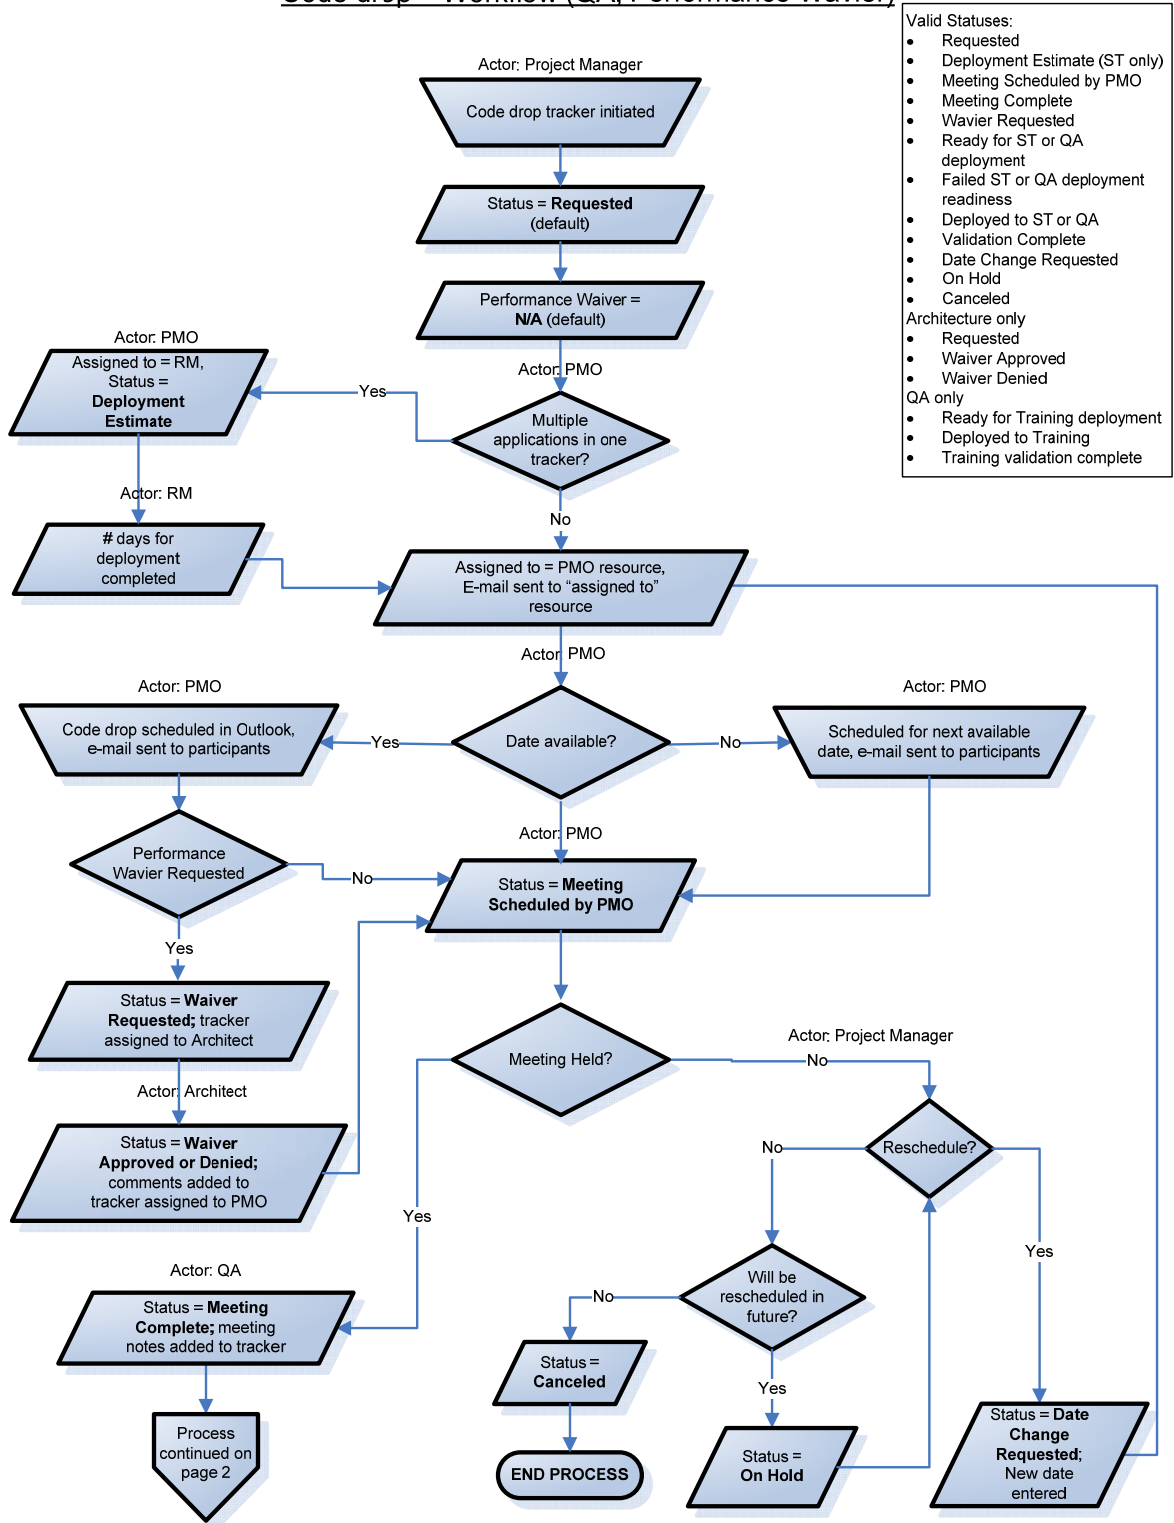 Code drop – Workflow (QA, Performance Wavier)
Valid Statuses:
• Requested
• Deployment Estimate (ST only)
• Meeting Scheduled by PMO
• Meeting Complete
• Wavier Requested
• Ready for ST or QA
deployment
• Failed ST or QA deployment
readiness
• Deployed to ST or QA
• Validation Complete
• Date Change Requested
• On Hold
• Canceled
Architecture only
• Requested
• Waiver Approved
• Waiver Denied
QA only
• Ready for Training deployment
• Deployed to Training
• Training validation complete
Actor: Project Manager
Code drop tracker initiated
Status = Requested
(default)
Performance Waiver =
N/A (default)
Actor: PMO
Multiple
applications in one
tracker?
Yes
Actor: PMO
Assigned to = RM,
Status =
Deployment
Estimate
Actor: RM
# days for
deployment
completed
No
Assigned to = PMO resource,
E-mail sent to “assigned to”
resource
Actor: PMO
Date available?
Yes
No
Actor: PMO
Code drop scheduled in Outlook,
e-mail sent to participants
Actor: PMO
Scheduled for next available
date, e-mail sent to participants
Performance
Wavier Requested
No
Actor: PMO
Status = Meeting
Scheduled by PMO
Yes
Status = Waiver
Requested; tracker
assigned to Architect
Actor: Architect
Status = Waiver
Approved or Denied;
comments added to
tracker assigned to PMO
Meeting Held?
Actor: Project Manager
No
Reschedule?
No
Yes
Yes
Will be
rescheduled in
future?
No
Yes
Actor: QA
Status = Meeting
Complete; meeting
notes added to tracker
Process
continued on
page 2
Status =
Canceled
END PROCESS
Status =
On Hold
Status = Date
Change
Requested;
New date
entered